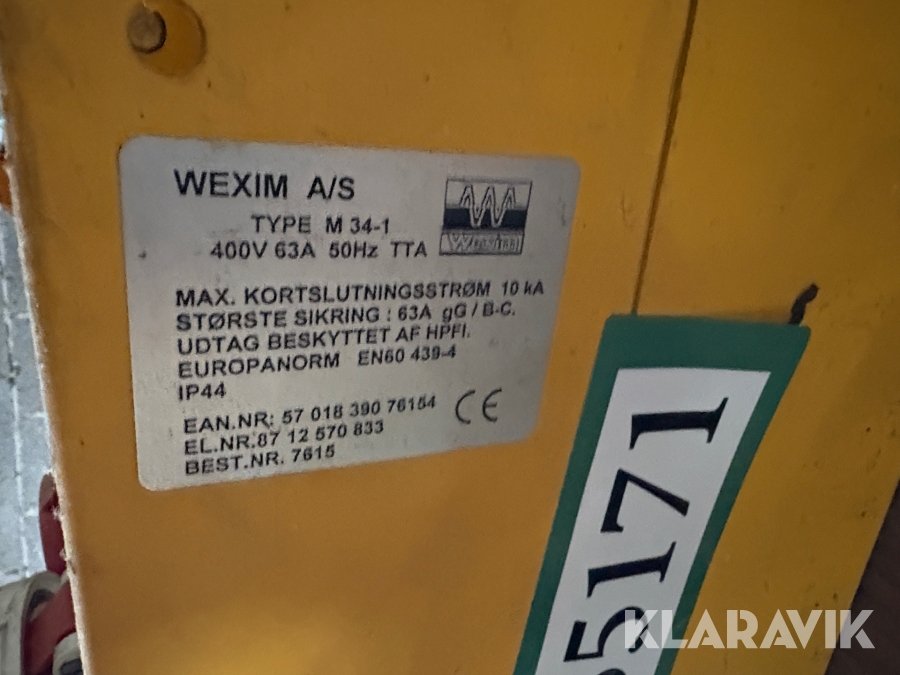 WEXIM A/S
TYPE M 34-1
400V 63A 50Hz TTA
MAX. KORTSLUTNINGSSTRØM 10 kA
STØRSTE SIKRING : 63A gG / B-C.
UDTAG BESKYTTET AF HPFI.
EUROPANORM EN60 439-4
IP44
EAN.NR: 57 018 390 76154
EL.NR.87 12 570 833
BEST.NR. 7615
CE
5171
KLARAVIK